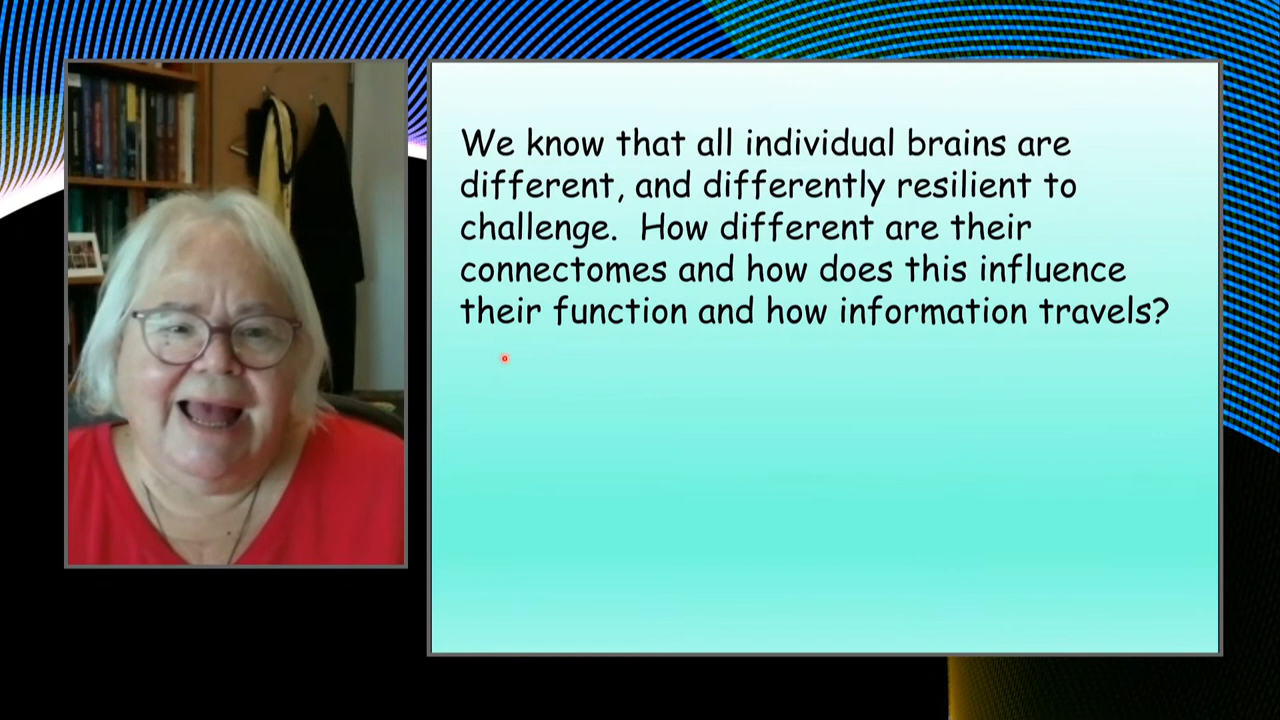 We know that all individual brains are
different, and differently resilient to
challenge.  How different are their
connectomes and how does this influence
their function and how information travels?